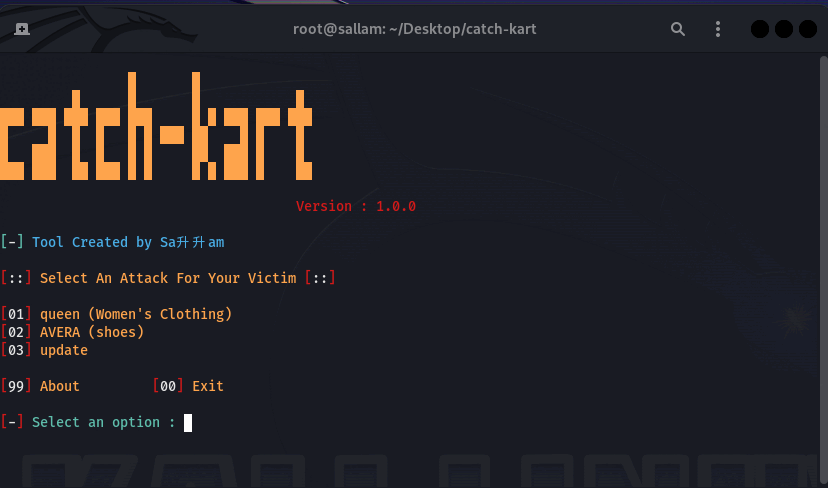 root@sallam: ~/Desktop/catch-kart
catch-kart
Version : 1.0.0
[-] Tool Created by Sa升升am
[::] Select An Attack For Your Victim [::]
[01] queen (Women's Clothing)
[02] AVERA (shoes)
[03] update
[99] About [00] Exit
[-] Select an option :